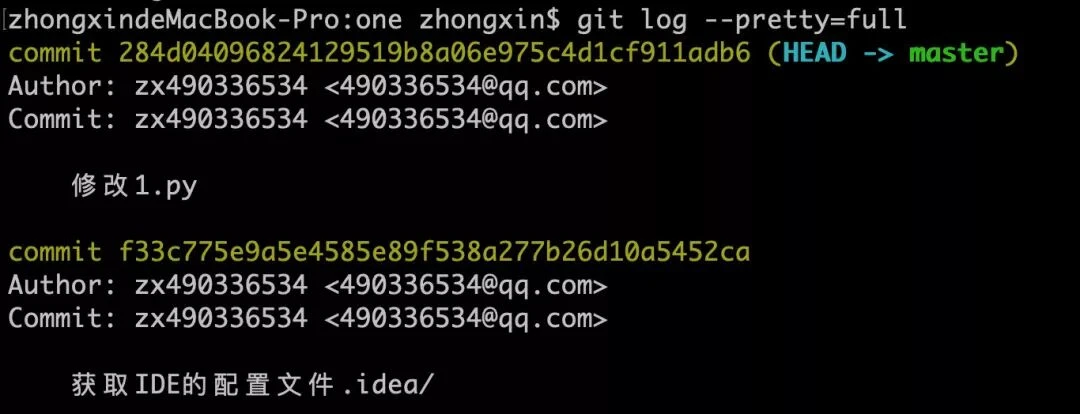 zhongxindeMacBook-Pro:one zhongxin$ git log --pretty=full
commit 284d04096824129519b8a06e975c4d1cf911adb6 (HEAD -> master)
Author: zx490336534 <490336534@qq.com>
Commit: zx490336534 <490336534@qq.com>
修改1.py
commit f33c775e9a5e4585e89f538a277b26d10a5452ca
Author: zx490336534 <490336534@qq.com>
Commit: zx490336534 <490336534@qq.com>
获取IDE的配置文件.idea/